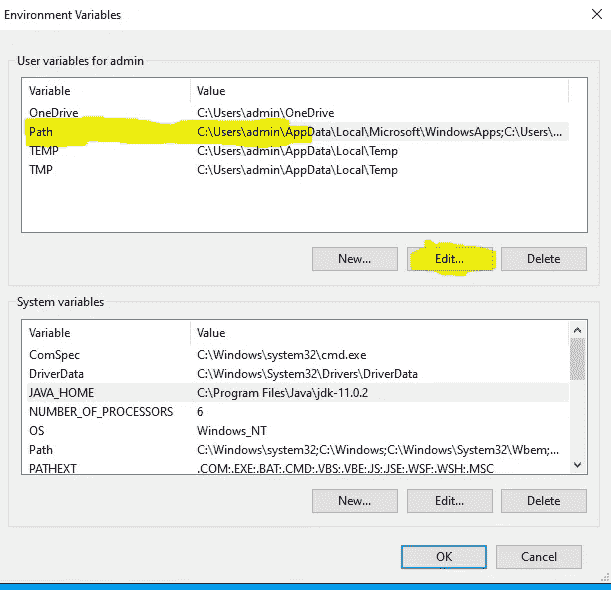 Environment Variables
User variables for admin
Variable Value
OneDrive C:\Users\admin\OneDrive
Path C:\Users\admin\AppData\Local\Microsoft\WindowsApps;C:\Users\...
TEMP C:\Users\admin\AppData\Local\Temp
TMP C:\Users\admin\AppData\Local\Temp
New... Edit... Delete
System variables
Variable Value
ComSpec C:\Windows\system32\cmd.exe
DriverData C:\Windows\System32\Drivers\DriverData
JAVA_HOME C:\Program Files\Java\jdk-11.0.2
NUMBER_OF_PROCESSORS 6
OS Windows_NT
Path C:\Windows\system32;C:\Windows;C:\Windows\System32\Wbem;...
PATHEXT .COM;.EXE;.BAT;.CMD;.VBS;.VBE;.JS;.JSE;.WSF;.WSH;.MSC
New... Edit... Delete
OK Cancel